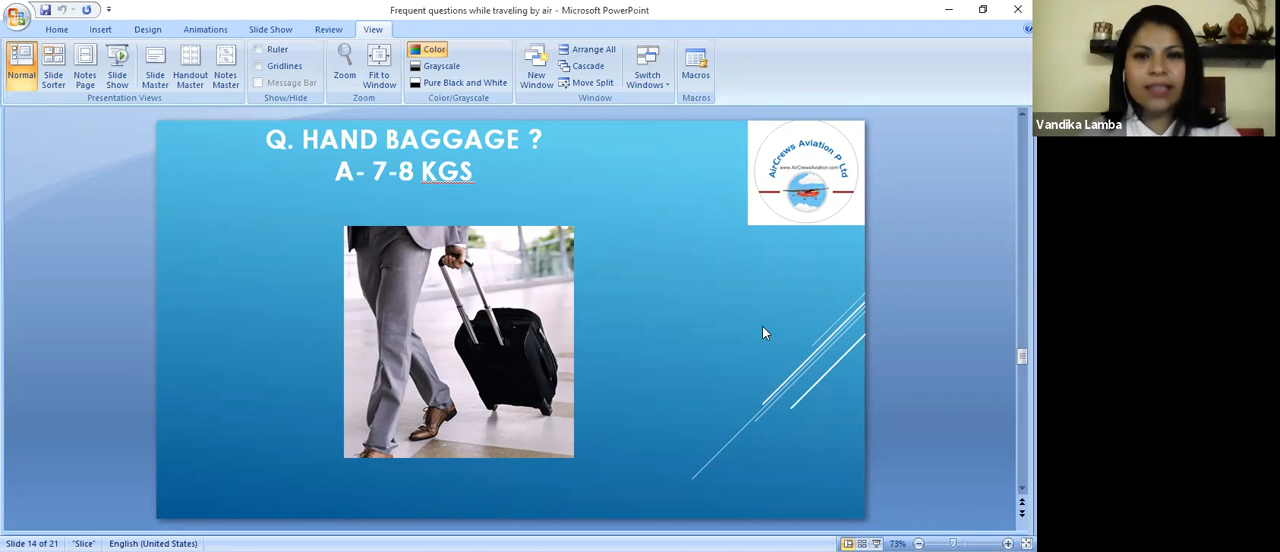 Frequent questions while traveling by air - Microsoft PowerPoint
Home Insert Design Animations Slide Show Review View
Normal Slide Sorter Notes Page Slide Show Slide Master Handout Master Notes Master
Presentation Views
Ruler
Gridlines
Message Bar
Show/Hide
Zoom Fit to Window
Zoom
Color
Grayscale
Pure Black and White
Color/Grayscale
New Window
Arrange All
Cascade
Move Split
Switch Windows
Window
Macros
Macros
Vandika Lamba
Q. HAND BAGGAGE ?
A- 7-8 KGS
AirCrews Aviation P Ltd
www.AirCrewsAviation.com
Slide 14 of 21 "Slice" English (United States) 73%